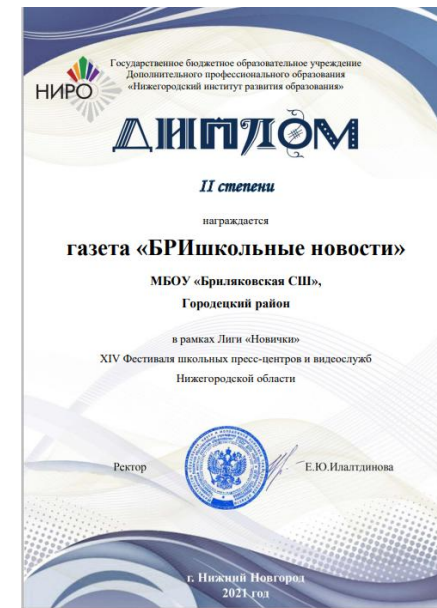 НИРО
Государственное бюджетное образовательное учреждение
Дополнительного профессионального образования
«Нижегородский институт развития образования»
ДИПЛОМ
II степени
награждается
газета «БРИшкольные новости»
МБОУ «Бриляковская СШ»,
Городецкий район
в рамках Лиги «Новички»
XIV Фестиваля школьных пресс-центров и видеослужб
Нижегородской области
Ректор
Е.Ю.Илалтдинова
г. Нижний Новгород
2021 год